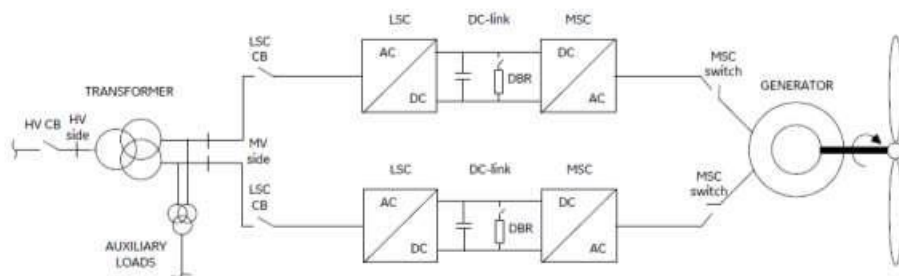 LSC
DC-link
MSC
LSC
CB
AC
DC
DBR
DC
AC
MSC
switch
GENERATOR
TRANSFORMER
HV CB
HV
side
MV
side
LSC
CB
LSC
DC-link
MSC
AC
DC
DBR
DC
AC
MSC
switch
AUXILIARY
LOADS